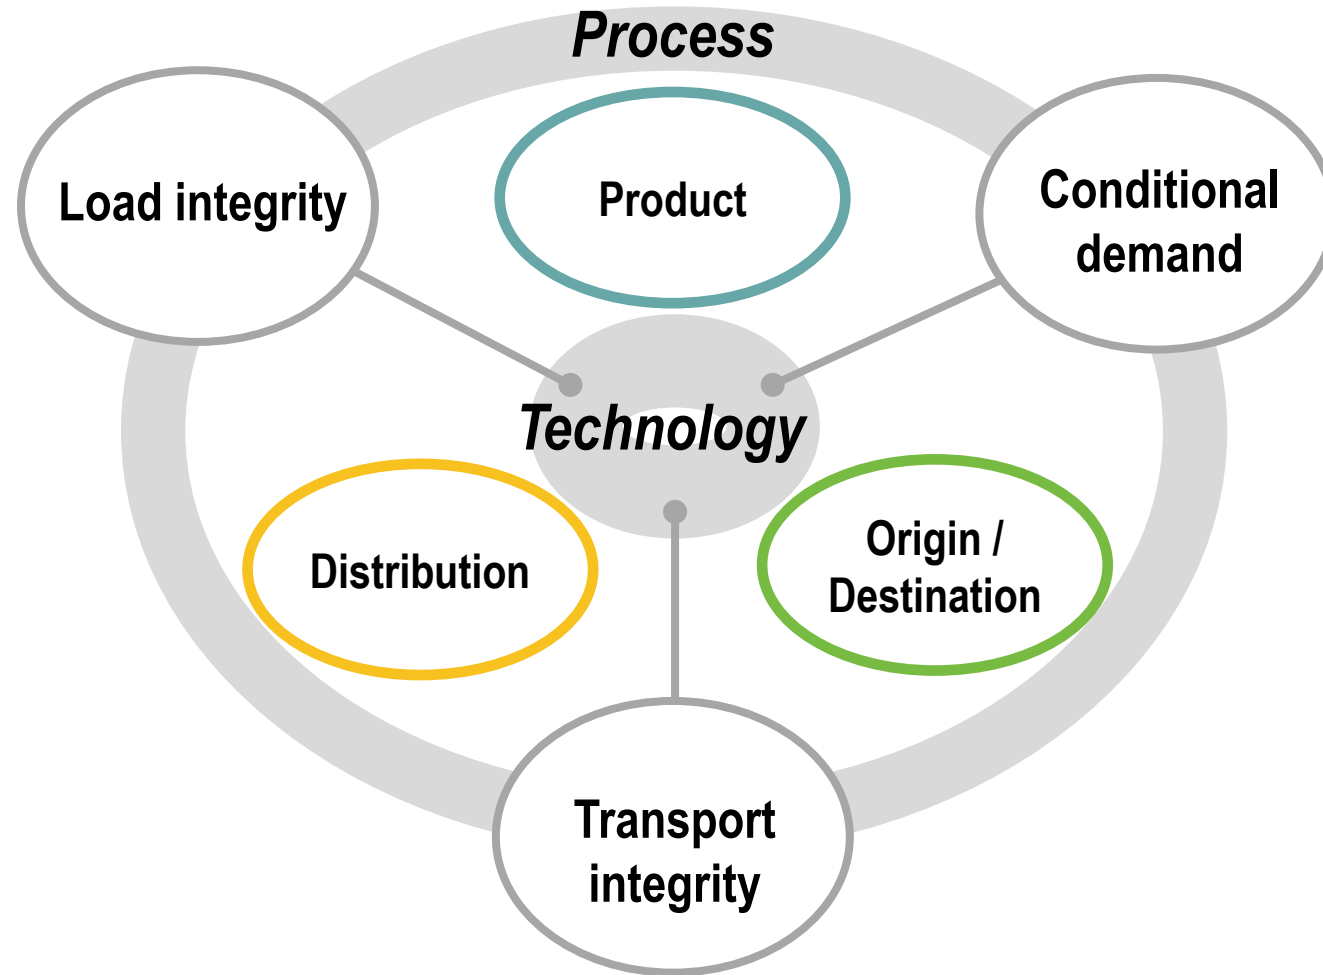 Process
Load integrity
Product
Conditional
demand
Technology
Distribution
Origin /
Destination
Transport
integrity